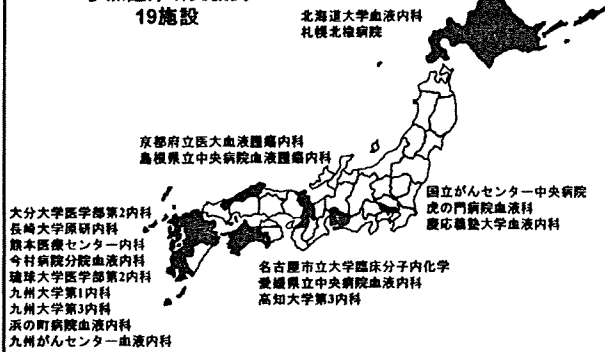 19施設
北海道大学血液内科
札幌北楡病院
京都府立医大血液腫瘍内科
島根県立中央病院血液腫瘍内科
国立がんセンター中央病院
虎の門病院血液科
慶応義塾大学血液内科
大分大学医学部第2内科
長崎大学原研内科
熊本医療センター内科
今村病院分院血液内科
琉球大学医学部第2内科
九州大学第1内科
九州大学第3内科
浜の町病院血液内科
九州がんセンター血液内科
名古屋市立大学臨床分子内化学
愛媛県立中央病院血液内科
高知大学第3内科